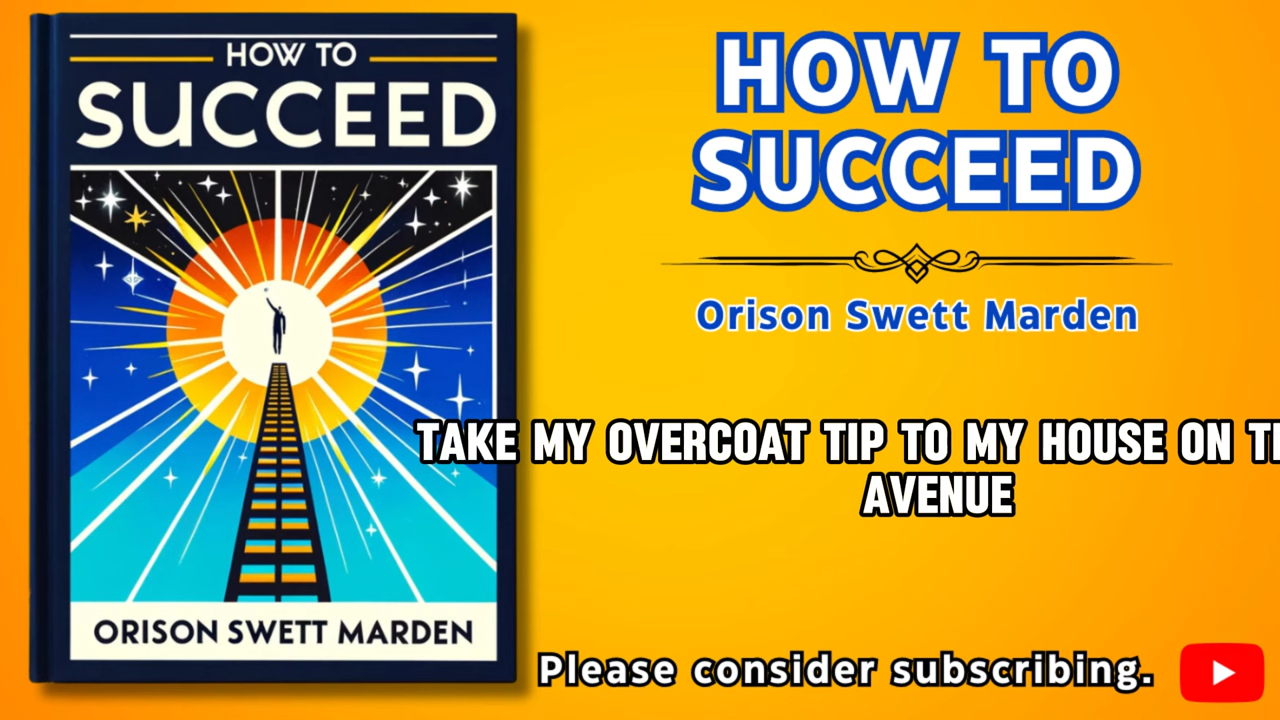 HOW TO
SUCCEED
ORISON SWETT MARDEN
HOW TO
SUCCEED
Orison Swett Marden
TAKE MY OVERCOAT TIP TO MY HOUSE ON
AVENUE
Please consider subscribing.